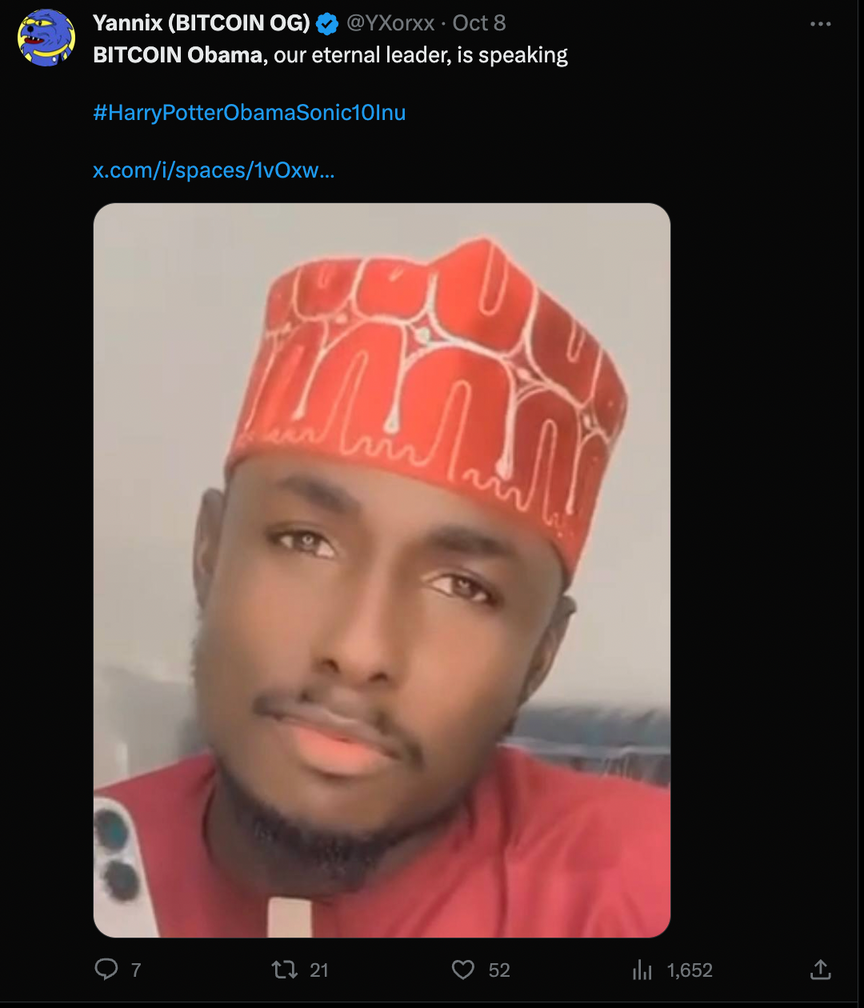 Yannix (BITCOIN OG) @YXorxx · Oct 8
BITCOIN Obama, our eternal leader, is speaking
#HarryPotterObamaSonic10Inu
x.com/i/spaces/1vOxw...
7 21 52 1,652